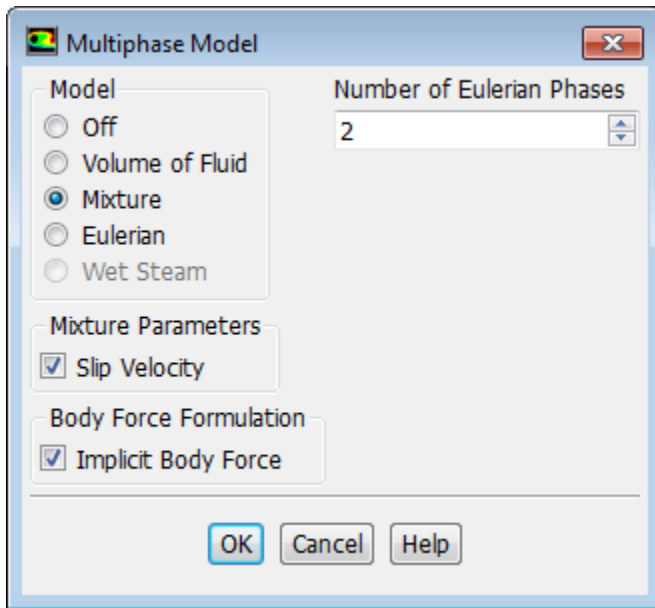 Multiphase Model
Model
Off
Volume of Fluid
Mixture
Eulerian
Wet Steam
Number of Eulerian Phases
2
Mixture Parameters
Slip Velocity
Body Force Formulation
Implicit Body Force
OK Cancel Help